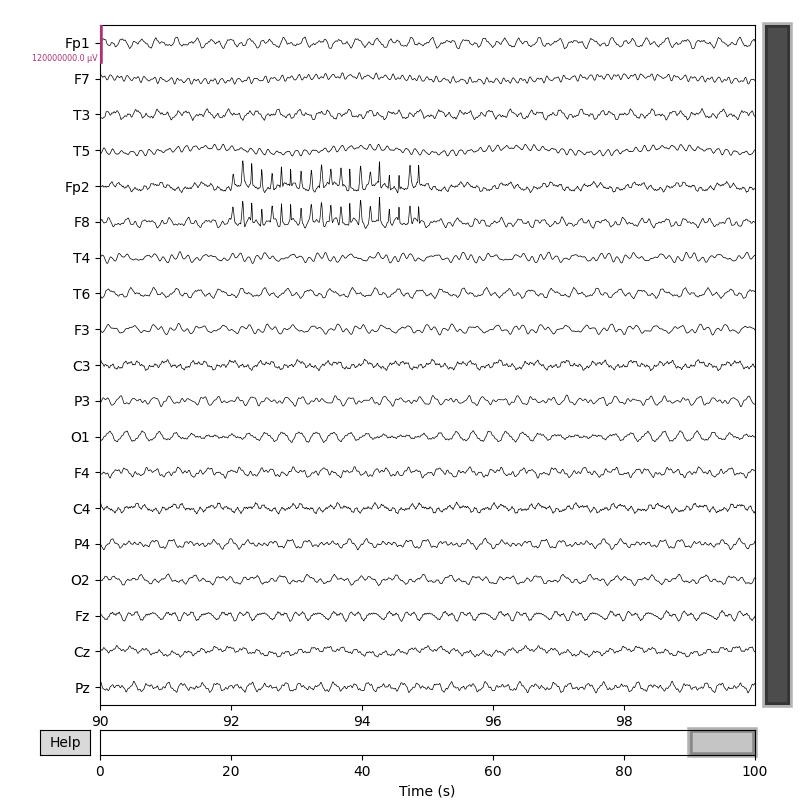 Fp1
120000000.0 µV
F7
T3
T5
Fp2
F8
T4
T6
F3
C3
P3
O1
F4
C4
P4
O2
Fz
Cz
Pz
90 92 94 96 98
Help
0 20 40 60 80 100
Time (s)